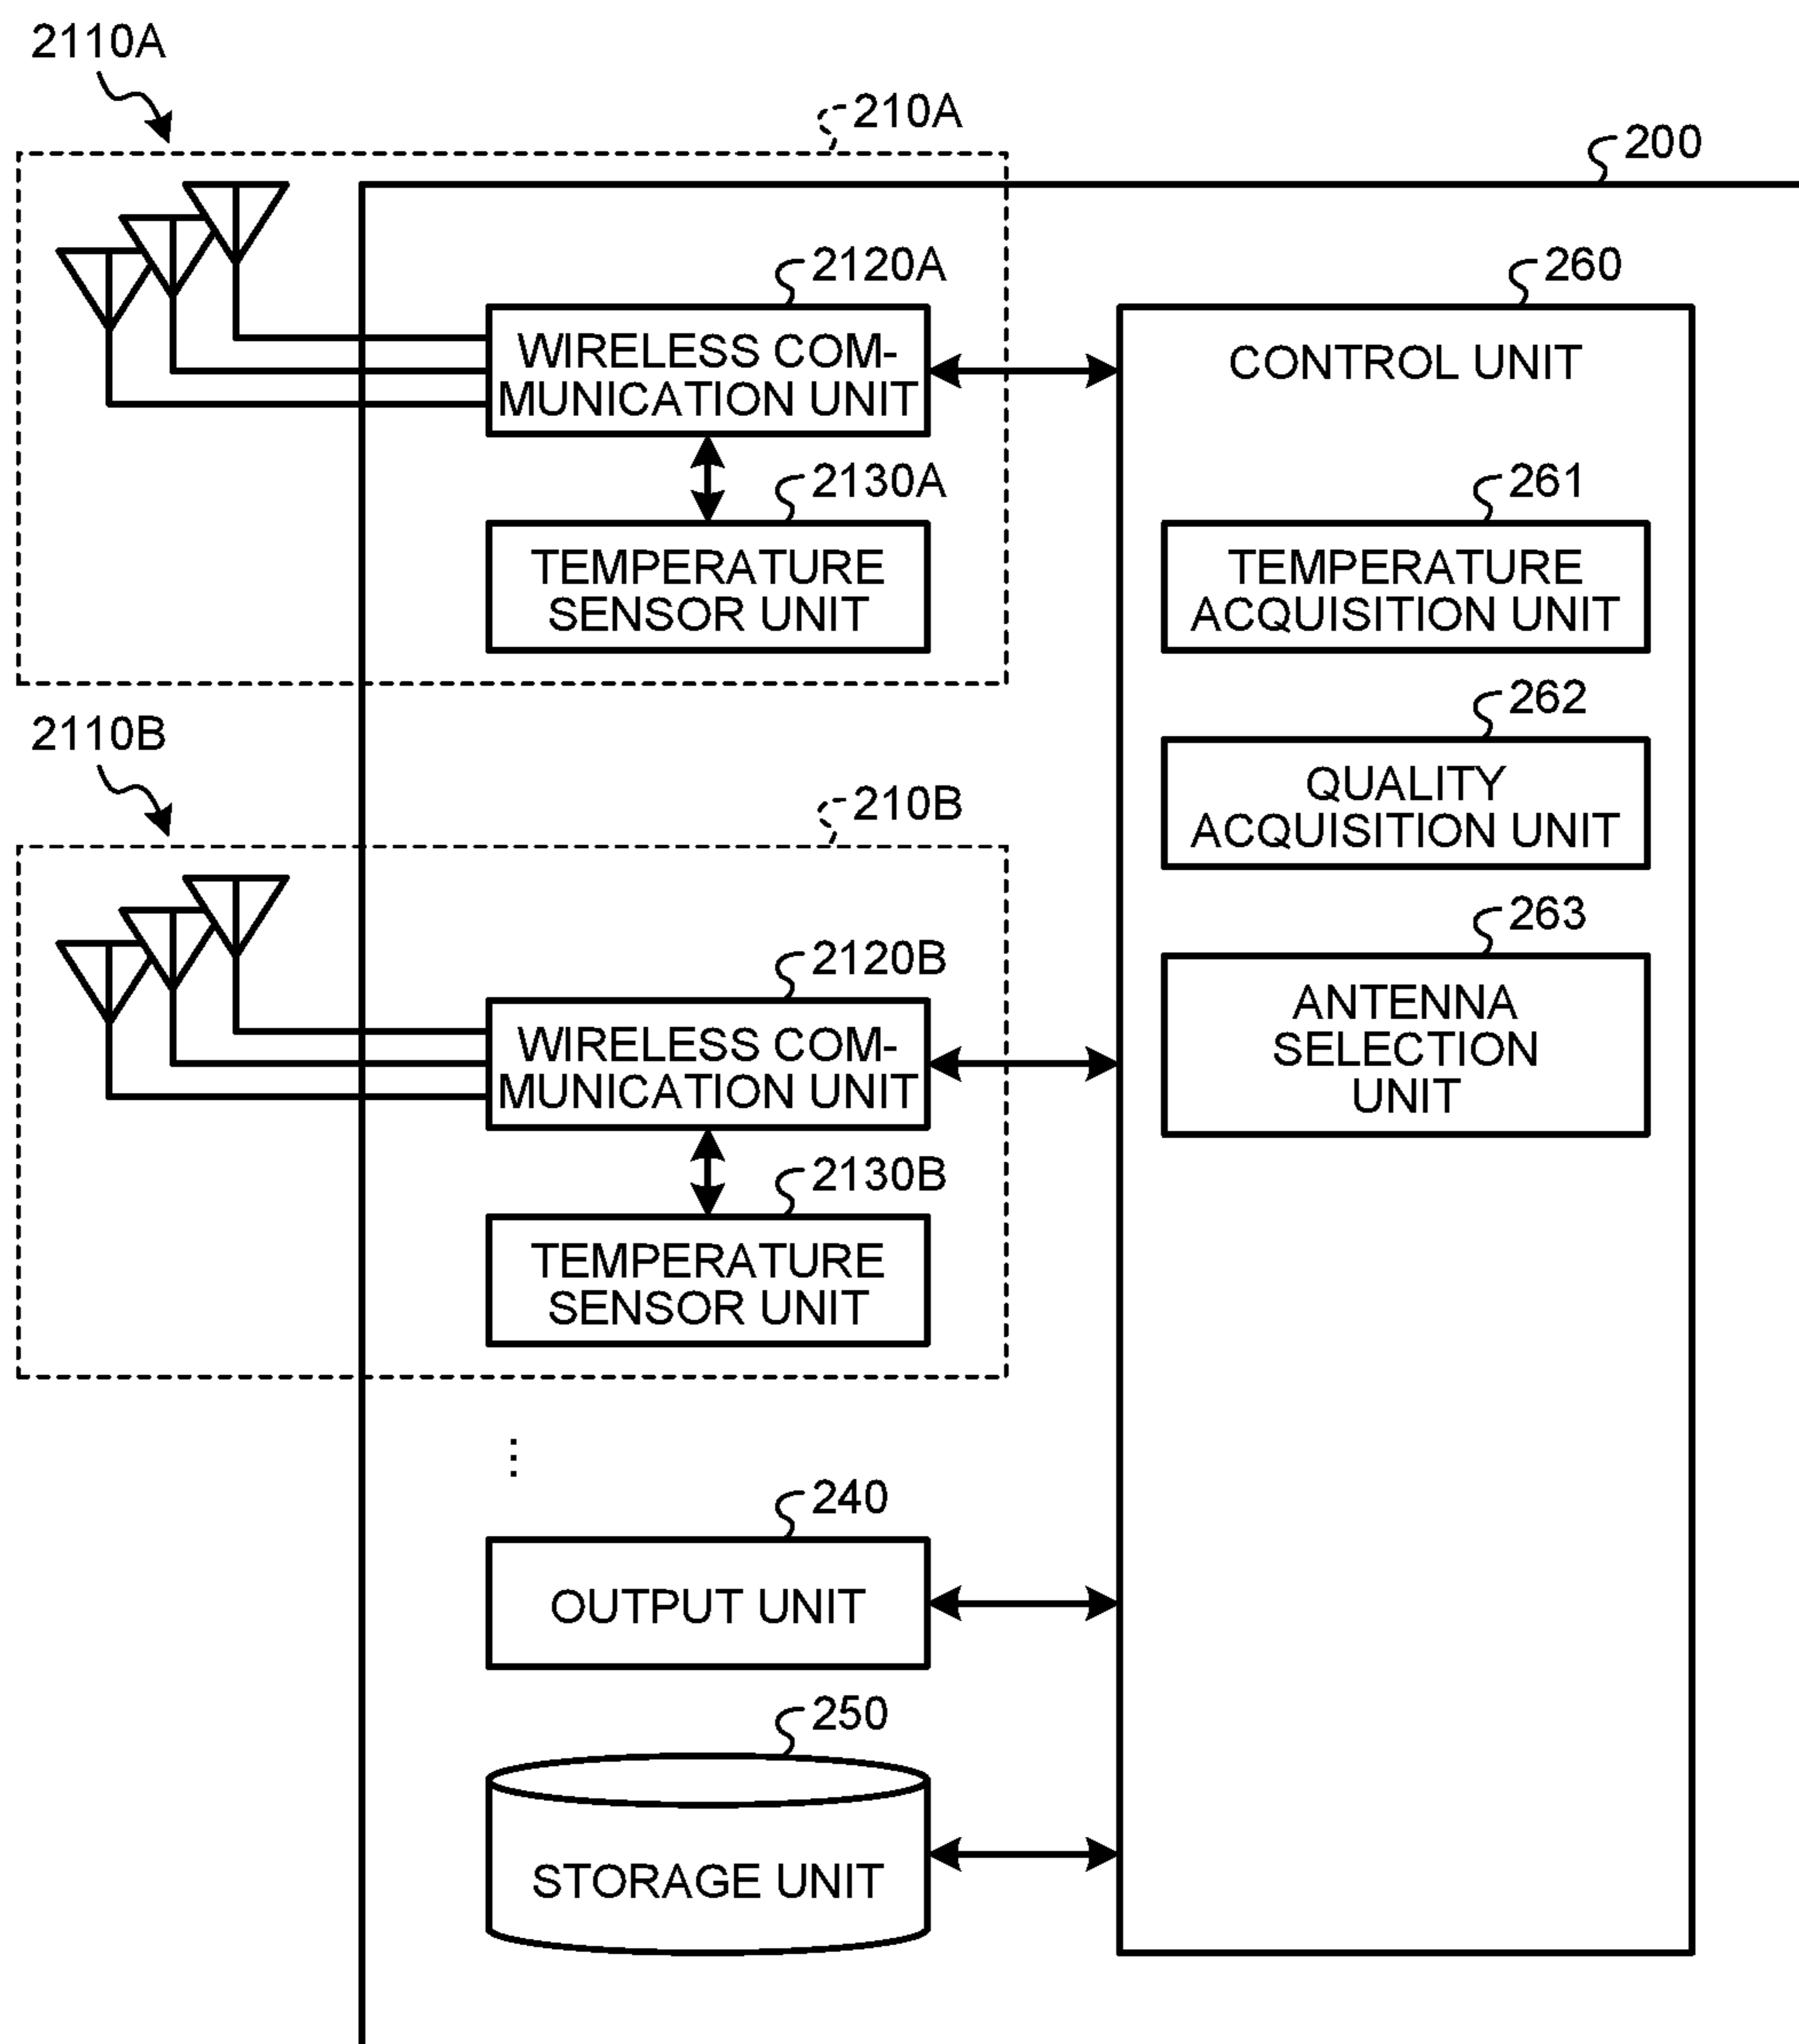 2110A
210A
200
2120A
WIRELESS COM-
MUNICATION UNIT
2130A
TEMPERATURE
SENSOR UNIT
2110B
210B
2120B
WIRELESS COM-
MUNICATION UNIT
2130B
TEMPERATURE
SENSOR UNIT
⋮
240
OUTPUT UNIT
250
STORAGE UNIT
260
CONTROL UNIT
261
TEMPERATURE
ACQUISITION UNIT
262
QUALITY
ACQUISITION UNIT
263
ANTENNA
SELECTION
UNIT